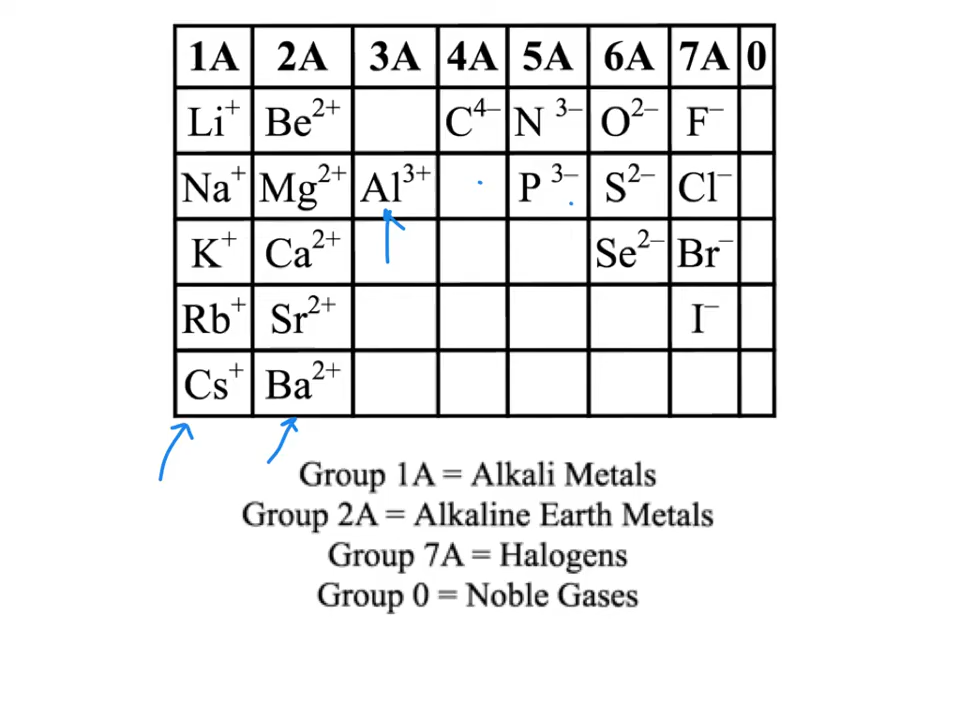 1A 2A 3A 4A 5A 6A 7A 0
Li⁺ Be²⁺ C⁴⁻ N ³⁻ O²⁻ F⁻
Na⁺ Mg²⁺ Al³⁺ P ³⁻ S²⁻ Cl⁻
K⁺ Ca²⁺ Se²⁻ Br⁻
Rb⁺ Sr²⁺ I⁻
Cs⁺ Ba²⁺
Group 1A = Alkali Metals
Group 2A = Alkaline Earth Metals
Group 7A = Halogens
Group 0 = Noble Gases